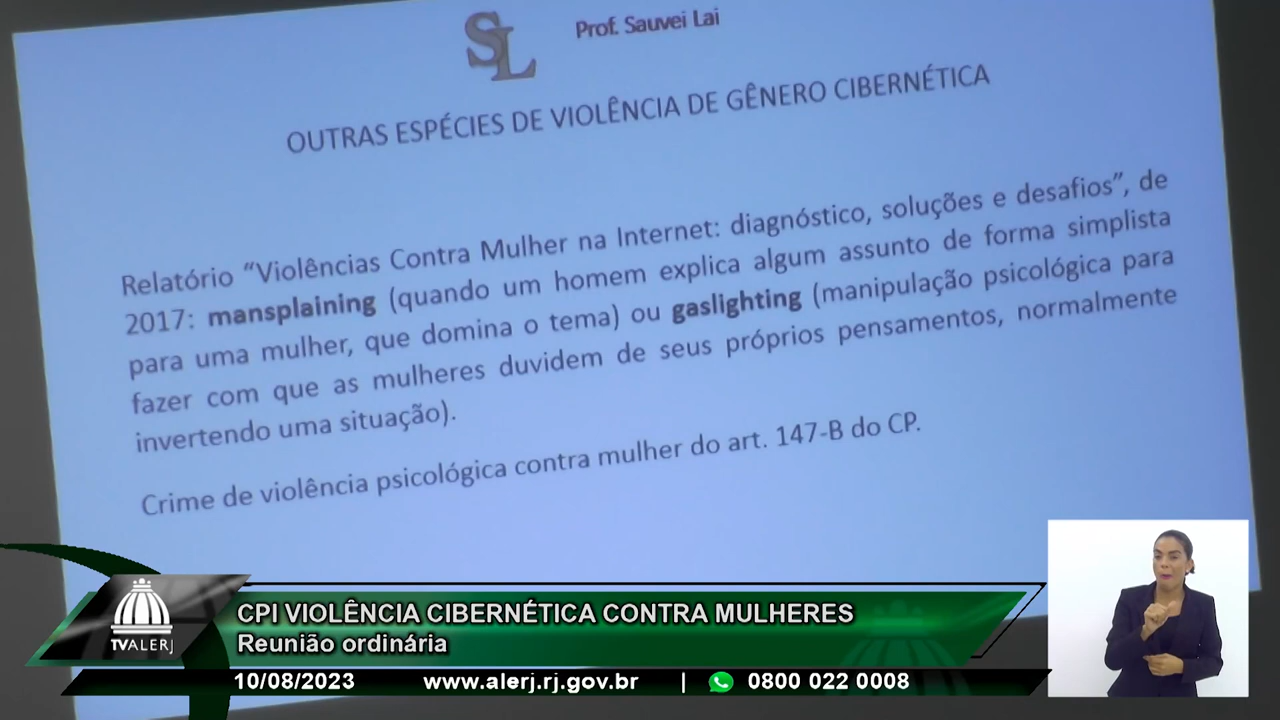 SL
Prof. Sauvei Lai
OUTRAS ESPÉCIES DE VIOLÊNCIA DE GÊNERO CIBERNÉTICA
Relatório “Violências Contra Mulher na Internet: diagnóstico, soluções e desafios”, de
2017: mansplaining (quando um homem explica algum assunto de forma simplista
para uma mulher, que domina o tema) ou gaslighting (manipulação psicológica para
fazer com que as mulheres duvidem de seus próprios pensamentos, normalmente
invertendo uma situação).
Crime de violência psicológica contra mulher do art. 147-B do CP.
TVALERJ
CPI VIOLÊNCIA CIBERNÉTICA CONTRA MULHERES
Reunião ordinária
10/08/2023 www.alerj.rj.gov.br | 0800 022 0008